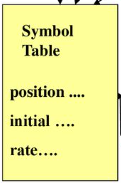 Symbol
Table
position ....
initial ....
rate....